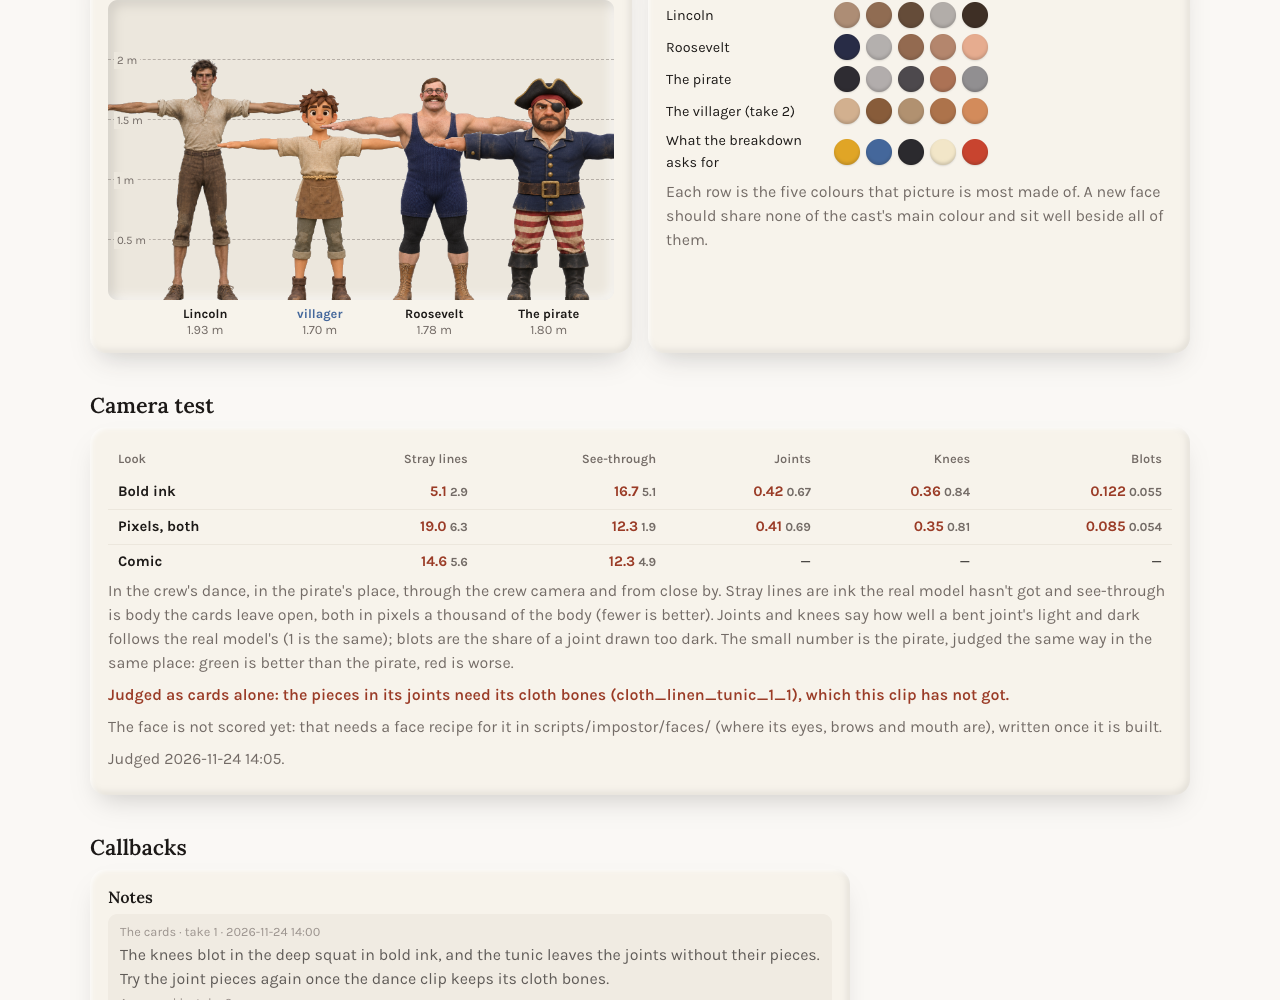 2 m
1.5 m
1 m
0.5 m
Lincoln
1.93 m
villager
1.70 m
Roosevelt
1.78 m
The pirate
1.80 m
Lincoln
Roosevelt
The pirate
The villager (take 2)
What the breakdown
asks for
Each row is the five colours that picture is most made of. A new face
should share none of the cast's main colour and sit well beside all of
them.
Camera test
Look Stray lines See-through Joints Knees Blots
Bold ink 5.1 2.9 16.7 5.1 0.42 0.67 0.36 0.84 0.122 0.055
Pixels, both 19.0 6.3 12.3 1.9 0.41 0.69 0.35 0.81 0.085 0.054
Comic 14.6 5.6 12.3 4.9 — — —
In the crew's dance, in the pirate's place, through the crew camera and from close by. Stray lines are ink the real model hasn't got and see-through
is body the cards leave open, both in pixels a thousand of the body (fewer is better). Joints and knees say how well a bent joint's light and dark
follows the real model's (1 is the same); blots are the share of a joint drawn too dark. The small number is the pirate, judged the same way in the
same place: green is better than the pirate, red is worse.
Judged as cards alone: the pieces in its joints need its cloth bones (cloth_linen_tunic_1_1), which this clip has not got.
The face is not scored yet: that needs a face recipe for it in scripts/impostor/faces/ (where its eyes, brows and mouth are), written once it is built.
Judged 2026-11-24 14:05.
Callbacks
Notes
The cards · take 1 · 2026-11-24 14:00
The knees blot in the deep squat in bold ink, and the tunic leaves the joints without their pieces.
Try the joint pieces again once the dance clip keeps its cloth bones.